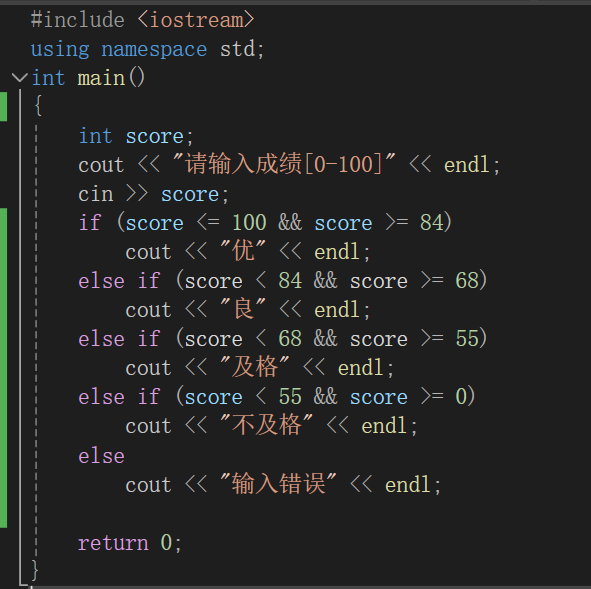 #include <iostream>
using namespace std;
int main()
{
    int score;
    cout << "请输入成绩[0-100]" << endl;
    cin >> score;
    if (score <= 100 && score >= 84)
        cout << "优" << endl;
    else if (score < 84 && score >= 68)
        cout << "良" << endl;
    else if (score < 68 && score >= 55)
        cout << "及格" << endl;
    else if (score < 55 && score >= 0)
        cout << "不及格" << endl;
    else
        cout << "输入错误" << endl;

    return 0;
}